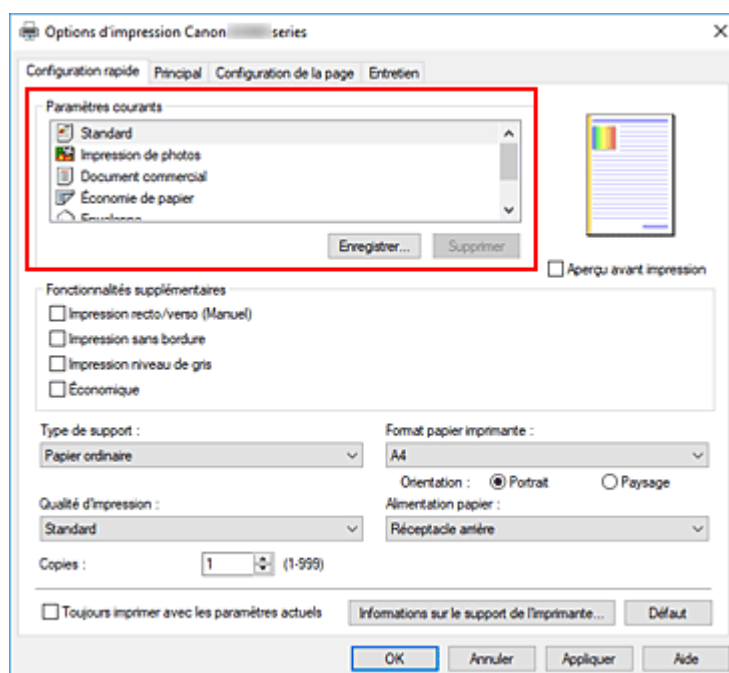 Options d'impression Canon series
Configuration rapide Principal Configuration de la page Entretien
Paramètres courants
Standard
Impression de photos
Document commercial
Économie de papier
Enregistrer... Supprimer
Aperçu avant impression
Fonctionnalités supplémentaires
Impression recto/verso (Manuel)
Impression sans bordure
Impression niveau de gris
Économique
Type de support :
Papier ordinaire
Format papier imprimante :
A4
Orientation : Portrait Paysage
Qualité d'impression :
Standard
Alimentation papier :
Réceptacle arrière
Copies : 1 (1-999)
Toujours imprimer avec les paramètres actuels Informations sur le support de l'imprimante... Défaut
OK Annuler Appliquer Aide